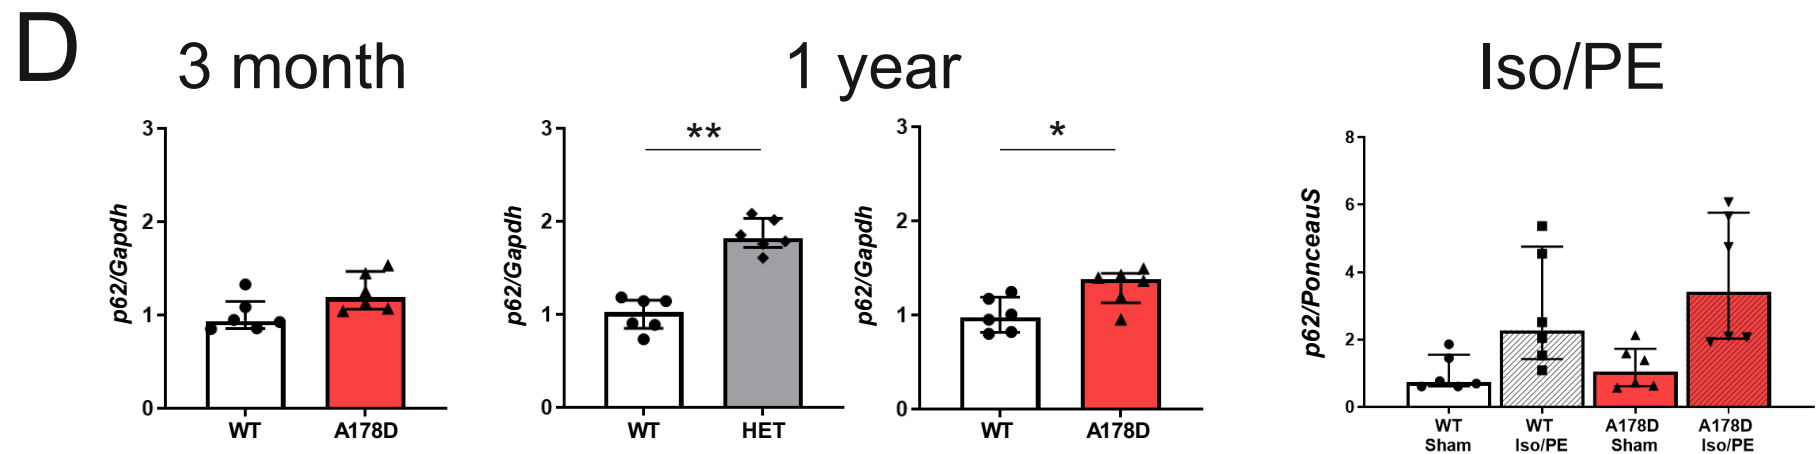 D
3 month
1 year
Iso/PE
p62/Gapdh
3
2
1
0
WT
A178D
p62/Gapdh
3
2
1
0
**
WT
HET
p62/Gapdh
3
2
1
0
*
WT
A178D
p62/PonceauS
8
6
4
2
0
WT
Sham
WT
Iso/PE
A178D
Sham
A178D
Iso/PE